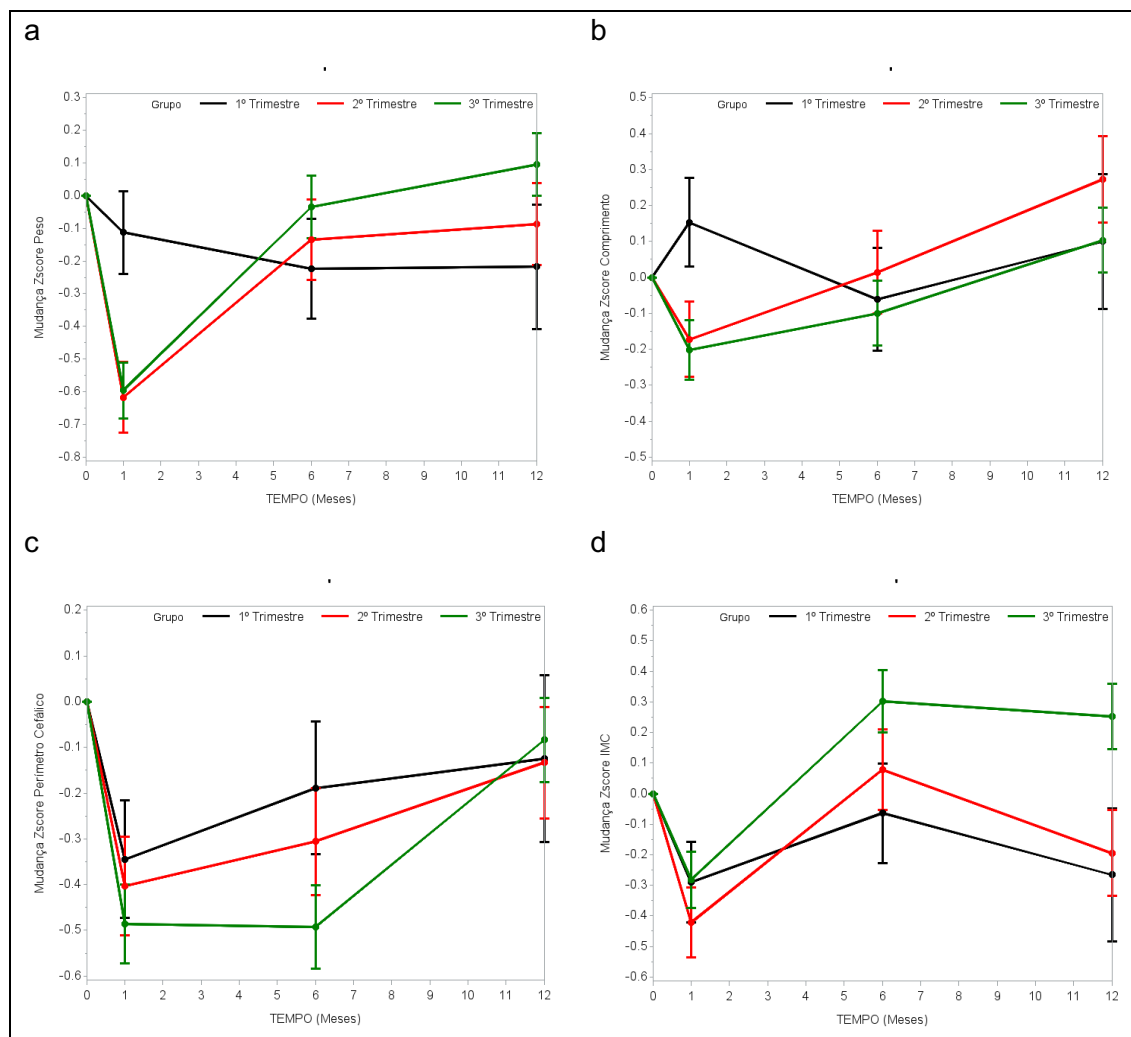 a
Grupo 1º Trimestre 2º Trimestre 3º Trimestre
0.3
0.2
0.1
0.0
-0.1
-0.2
-0.3
-0.4
-0.5
-0.6
-0.7
-0.8
Mudança Zscore Peso
0 1 2 3 4 5 6 7 8 9 10 11 12
TEMPO (Meses)
b
Grupo 1º Trimestre 2º Trimestre 3º Trimestre
0.5
0.4
0.3
0.2
0.1
0.0
-0.1
-0.2
-0.3
-0.4
-0.5
Mudança Zscore Comprimento
0 1 2 3 4 5 6 7 8 9 10 11 12
TEMPO (Meses)
c
Grupo 1º Trimestre 2º Trimestre 3º Trimestre
0.2
0.1
0.0
-0.1
-0.2
-0.3
-0.4
-0.5
-0.6
Mudança Zscore Perímetro Cefálico
0 1 2 3 4 5 6 7 8 9 10 11 12
TEMPO (Meses)
d
Grupo 1º Trimestre 2º Trimestre 3º Trimestre
0.6
0.5
0.4
0.3
0.2
0.1
0.0
-0.1
-0.2
-0.3
-0.4
-0.5
-0.6
Mudança Zscore IMC
0 1 2 3 4 5 6 7 8 9 10 11 12
TEMPO (Meses)